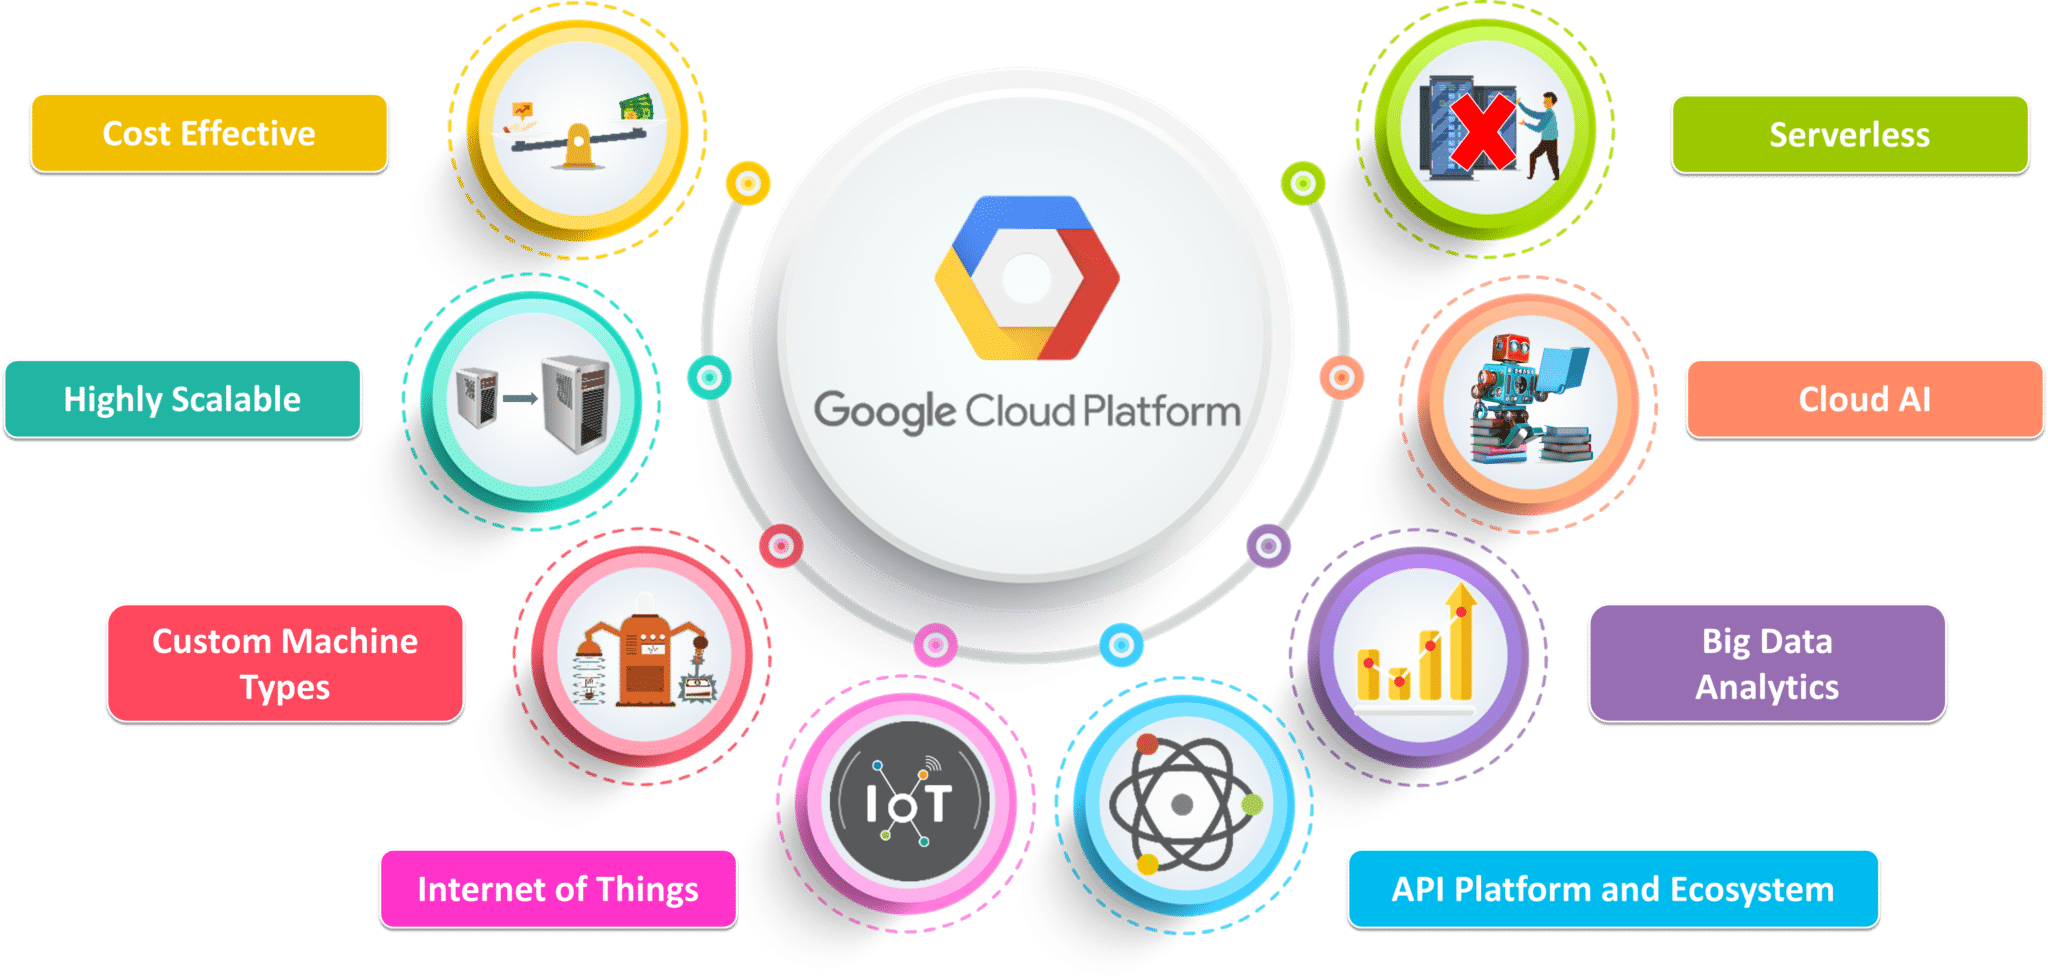 Cost Effective
Serverless
Highly Scalable
Google Cloud Platform
Cloud AI
Custom Machine
Types
Big Data
Analytics
IoT
Internet of Things
API Platform and Ecosystem